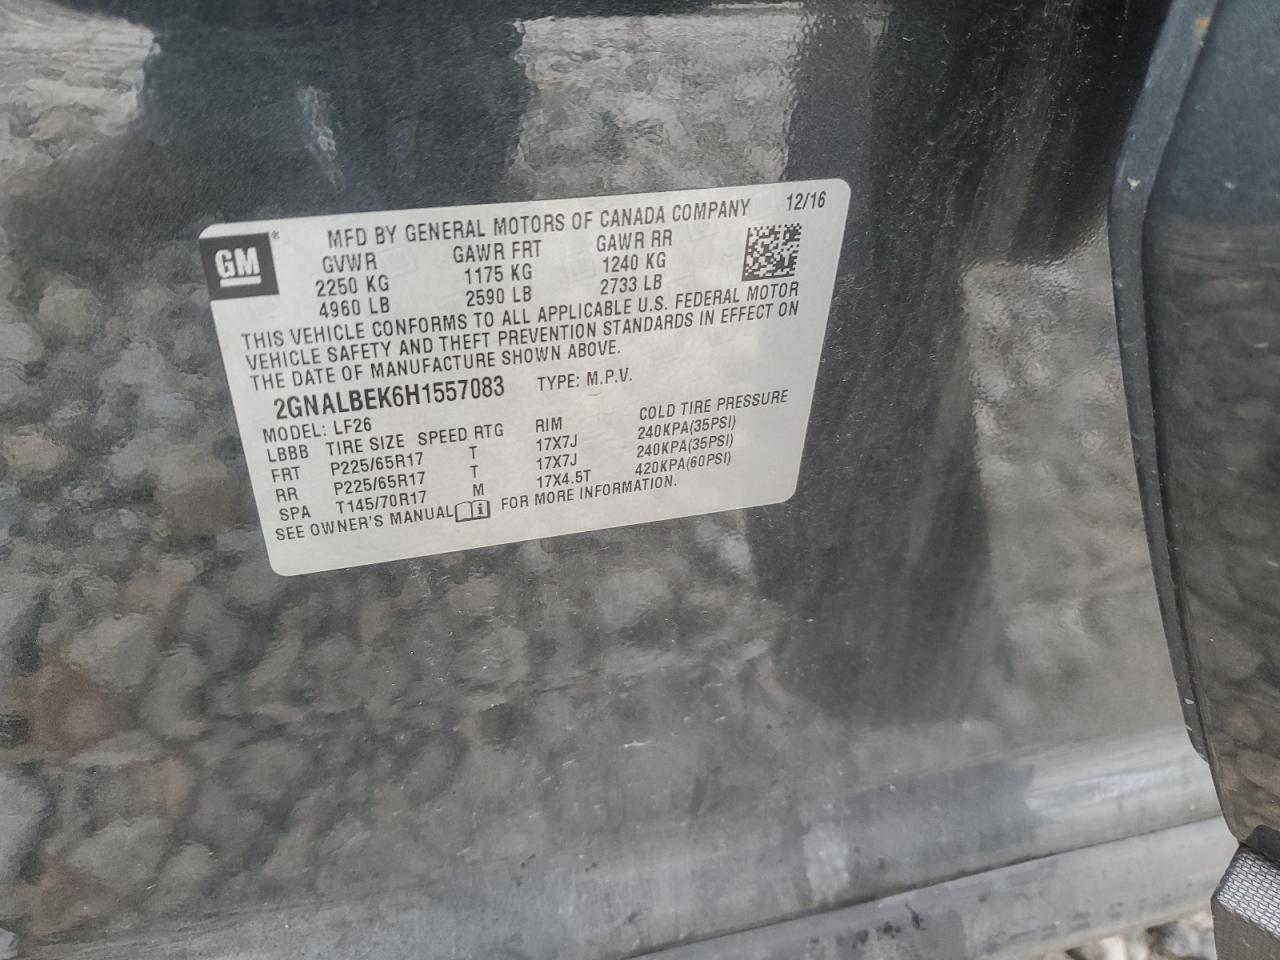 GM ®
MFD BY GENERAL MOTORS OF CANADA COMPANY 12/16
GVWR GAWR FRT GAWR RR
2250 KG 1175 KG 1240 KG
4960 LB 2590 LB 2733 LB
THIS VEHICLE CONFORMS TO ALL APPLICABLE U.S. FEDERAL MOTOR
VEHICLE SAFETY AND THEFT PREVENTION STANDARDS IN EFFECT ON
THE DATE OF MANUFACTURE SHOWN ABOVE.
2GNALBEK6H1557083 TYPE: M.P.V.
MODEL: LF26
LBBB TIRE SIZE SPEED RTG RIM COLD TIRE PRESSURE
FRT P225/65R17 T 17X7J 240KPA(35PSI)
RR P225/65R17 T 17X7J 240KPA(35PSI)
SPA T145/70R17 M 17X4.5T 420KPA(60PSI)
SEE OWNER'S MANUAL i FOR MORE INFORMATION.